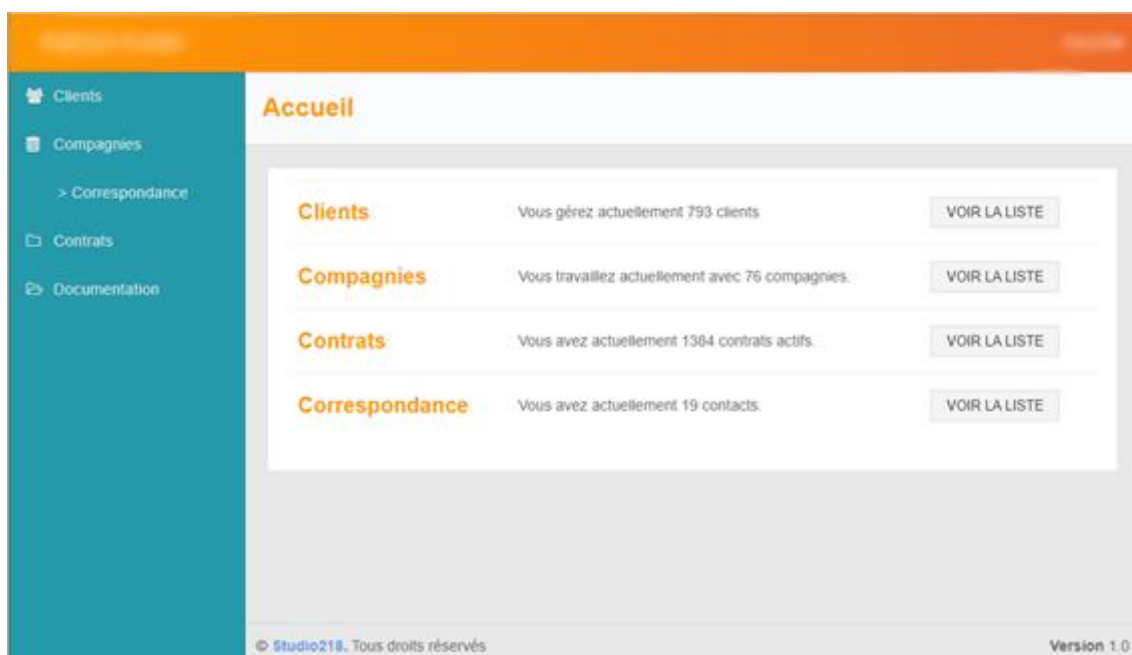 Clients
Compagnies
> Correspondance
Contrats
Documentation
Accueil
Clients Vous gérez actuellement 793 clients VOIR LA LISTE
Compagnies Vous travaillez actuellement avec 76 compagnies. VOIR LA LISTE
Contrats Vous avez actuellement 1384 contrats actifs. VOIR LA LISTE
Correspondance Vous avez actuellement 19 contacts. VOIR LA LISTE
© Studio218. Tous droits réservés Version 1.0